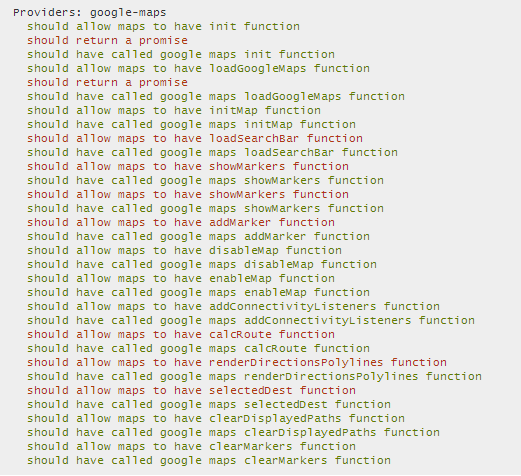 Providers: google-maps
should allow maps to have init function
should return a promise
should have called google maps init function
should allow maps to have loadGoogleMaps function
should return a promise
should have called google maps loadGoogleMaps function
should allow maps to have initMap function
should have called google maps initMap function
should allow maps to have loadSearchBar function
should have called google maps loadSearchBar function
should allow maps to have showMarkers function
should have called google maps showMarkers function
should allow maps to have showMarkers function
should have called google maps showMarkers function
should allow maps to have addMarker function
should have called google maps addMarker function
should allow maps to have disableMap function
should have called google maps disableMap function
should allow maps to have enableMap function
should have called google maps enableMap function
should allow maps to have addConnectivityListeners function
should have called google maps addConnectivityListeners function
should allow maps to have calcRoute function
should have called google maps calcRoute function
should allow maps to have renderDirectionsPolylines function
should have called google maps renderDirectionsPolylines function
should allow maps to have selectedDest function
should have called google maps selectedDest function
should allow maps to have clearDisplayedPaths function
should have called google maps clearDisplayedPaths function
should allow maps to have clearMarkers function
should have called google maps clearMarkers function